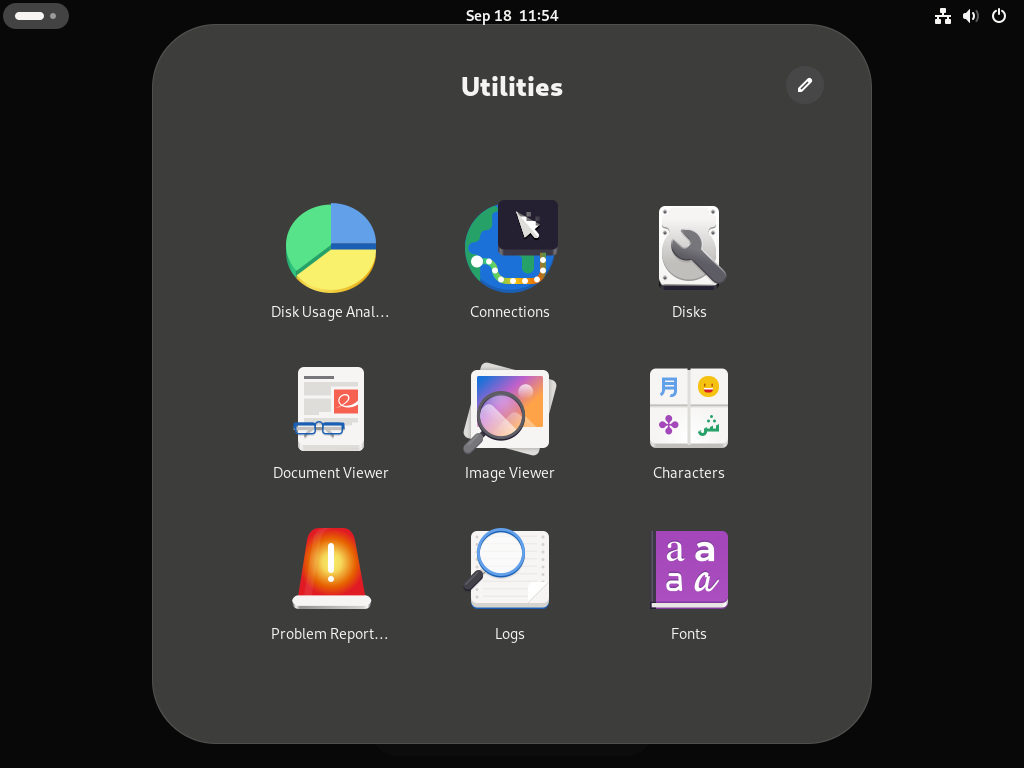 Sep 18 11:54
Utilities
Disk Usage Anal…
Connections
Disks
月
ش
Document Viewer
Image Viewer
Characters
a a
a a
Problem Report…
Logs
Fonts